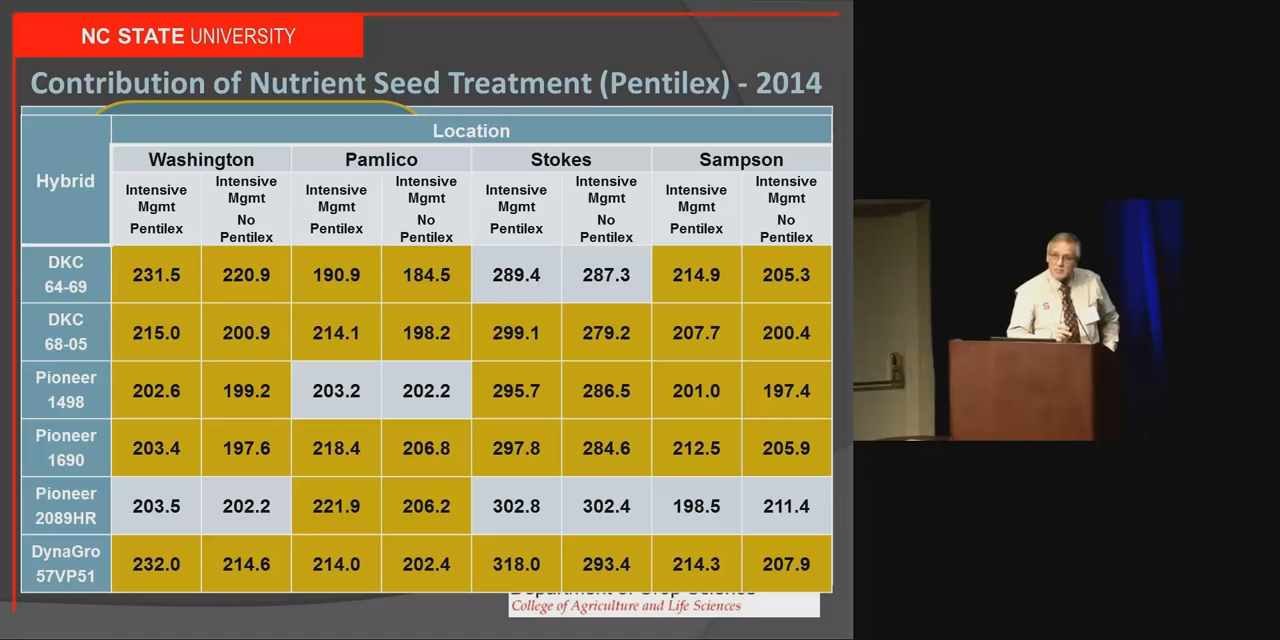 NC STATE UNIVERSITY
Contribution of Nutrient Seed Treatment (Pentilex) - 2014
Hybrid
Location
Washington Pamlico Stokes Sampson
Intensive Mgmt Pentilex
Intensive Mgmt No Pentilex
Intensive Mgmt Pentilex
Intensive Mgmt No Pentilex
Intensive Mgmt Pentilex
Intensive Mgmt No Pentilex
Intensive Mgmt Pentilex
Intensive Mgmt No Pentilex
DKC 64-69 231.5 220.9 190.9 184.5 289.4 287.3 214.9 205.3
DKC 68-05 215.0 200.9 214.1 198.2 299.1 279.2 207.7 200.4
Pioneer 1498 202.6 199.2 203.2 202.2 295.7 286.5 201.0 197.4
Pioneer 1690 203.4 197.6 218.4 206.8 297.8 284.6 212.5 205.9
Pioneer 2089HR 203.5 202.2 221.9 206.2 302.8 302.4 198.5 211.4
DynaGro 57VP51 232.0 214.6 214.0 202.4 318.0 293.4 214.3 207.9
Department of Crop Science
College of Agriculture and Life Sciences